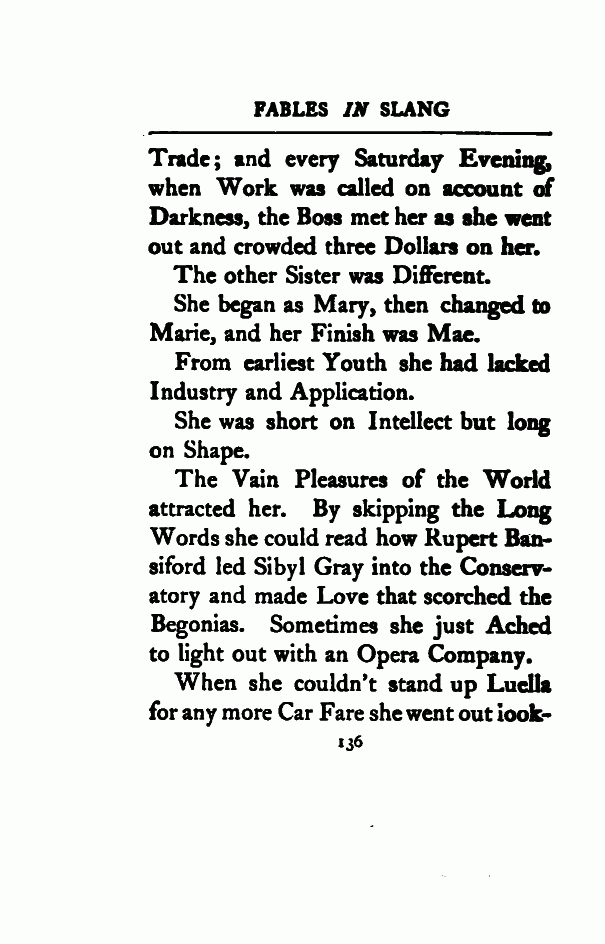 FABLES IN SLANG
Trade; and every Saturday Evening,
when Work was called on account of
Darkness, the Boss met her as she went
out and crowded three Dollars on her.
The other Sister was Different.
She began as Mary, then changed to
Marie, and her Finish was Mae.
From earliest Youth she had lacked
Industry and Application.
She was short on Intellect but long
on Shape.
The Vain Pleasures of the World
attracted her. By skipping the Long
Words she could read how Rupert Ban-
siford led Sibyl Gray into the Conserv-
atory and made Love that scorched the
Begonias. Sometimes she just Ached
to light out with an Opera Company.
When she couldn't stand up Luella
for any more Car Fare she went out iook-
136